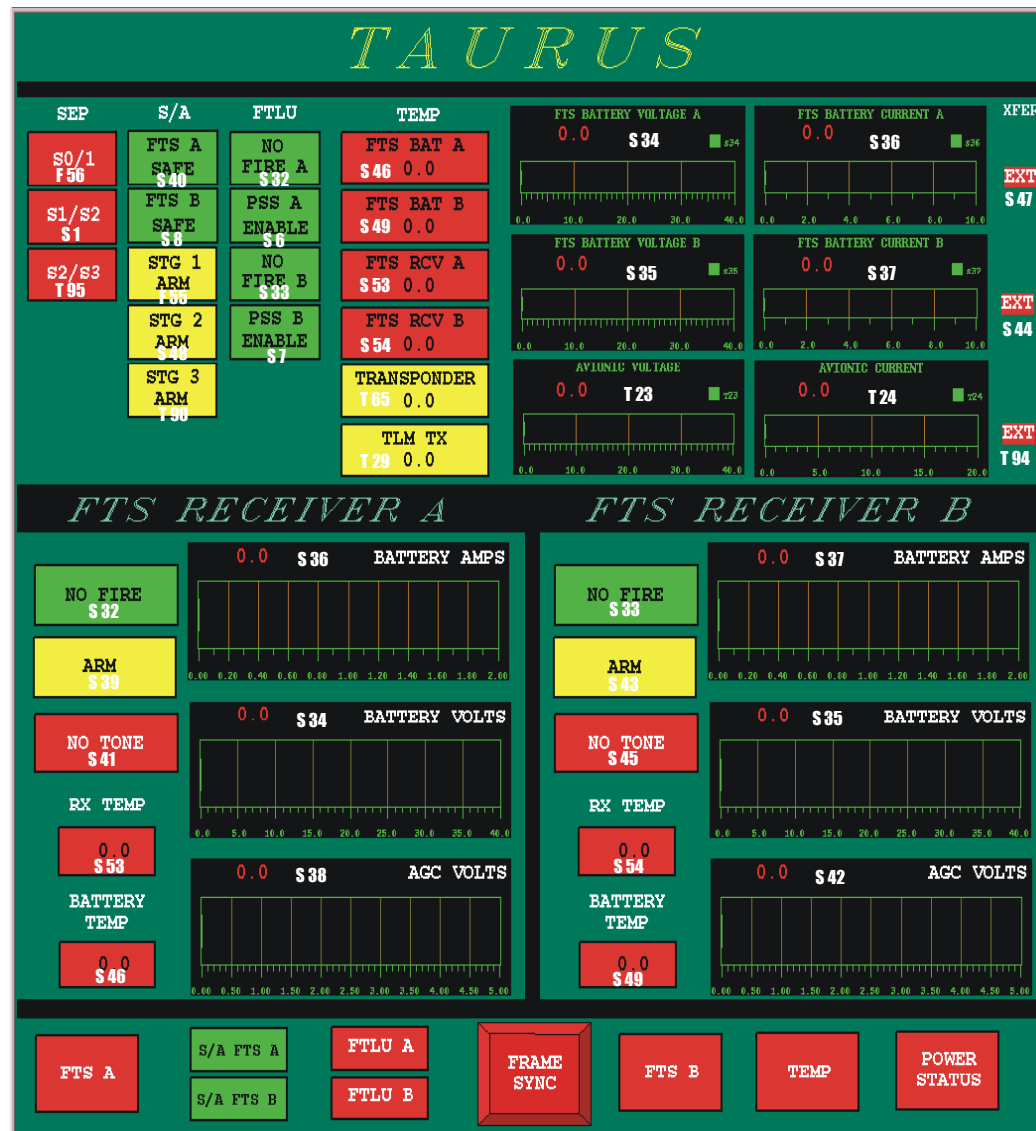 TAURUS
SEP S/A FTLU TEMP XFER
S0/1
F 56
S1/S2
S 1
S2/S3
T 95
FTS A
SAFE
S 40
FTS B
SAFE
S 8
STG 1
ARM
F 55
STG 2
ARM
S 48
STG 3
ARM
T 90
NO
FIRE A
S 32
PSS A
ENABLE
S 6
NO
FIRE B
S 33
PSS B
ENABLE
S 7
FTS BAT A
S 46 0.0
FTS BAT B
S 49 0.0
FTS RCV A
S 53 0.0
FTS RCV B
S 54 0.0
TRANSPONDER
T 65 0.0
TLM TX
T 29 0.0
FTS BATTERY VOLTAGE A
0.0 S 34 s34
0.0 10.0 20.0 30.0 40.0
FTS BATTERY CURRENT A
0.0 S 36 s36
0.0 2.0 4.0 6.0 8.0 10.0
EXT
S 47
FTS BATTERY VOLTAGE B
0.0 S 35 s35
0.0 10.0 20.0 30.0 40.0
FTS BATTERY CURRENT B
0.0 S 37 s37
0.0 2.0 4.0 6.0 8.0 10.0
EXT
S 44
AVIONIC VOLTAGE
0.0 T 23 T23
0.0 10.0 20.0 30.0 40.0
AVIONIC CURRENT
0.0 T 24 T24
0.0 5.0 10.0 15.0 20.0
EXT
T 94
FTS RECEIVER A
NO FIRE
S 32
ARM
S 39
NO TONE
S 41
RX TEMP
0.0
S 53
BATTERY
TEMP
0.0
S 46
0.0 S 36 BATTERY AMPS
0.00 0.20 0.40 0.60 0.80 1.00 1.20 1.40 1.60 1.80 2.00
0.0 S 34 BATTERY VOLTS
0.0 5.0 10.0 15.0 20.0 25.0 30.0 35.0 40.0
0.0 S 38 AGC VOLTS
0.00 0.50 1.00 1.50 2.00 2.50 3.00 3.50 4.00 4.50 5.00
FTS RECEIVER B
NO FIRE
S 33
ARM
S 43
NO TONE
S 45
RX TEMP
0.0
S 54
BATTERY
TEMP
0.0
S 49
0.0 S 37 BATTERY AMPS
0.00 0.20 0.40 0.60 0.80 1.00 1.20 1.40 1.60 1.80 2.00
0.0 S 35 BATTERY VOLTS
0.0 5.0 10.0 15.0 20.0 25.0 30.0 35.0 40.0
0.0 S 42 AGC VOLTS
0.00 0.50 1.00 1.50 2.00 2.50 3.00 3.50 4.00 4.50 5.00
FTS A
S/A FTS A
S/A FTS B
FTLU A
FTLU B
FRAME
SYNC
FTS B
TEMP
POWER
STATUS